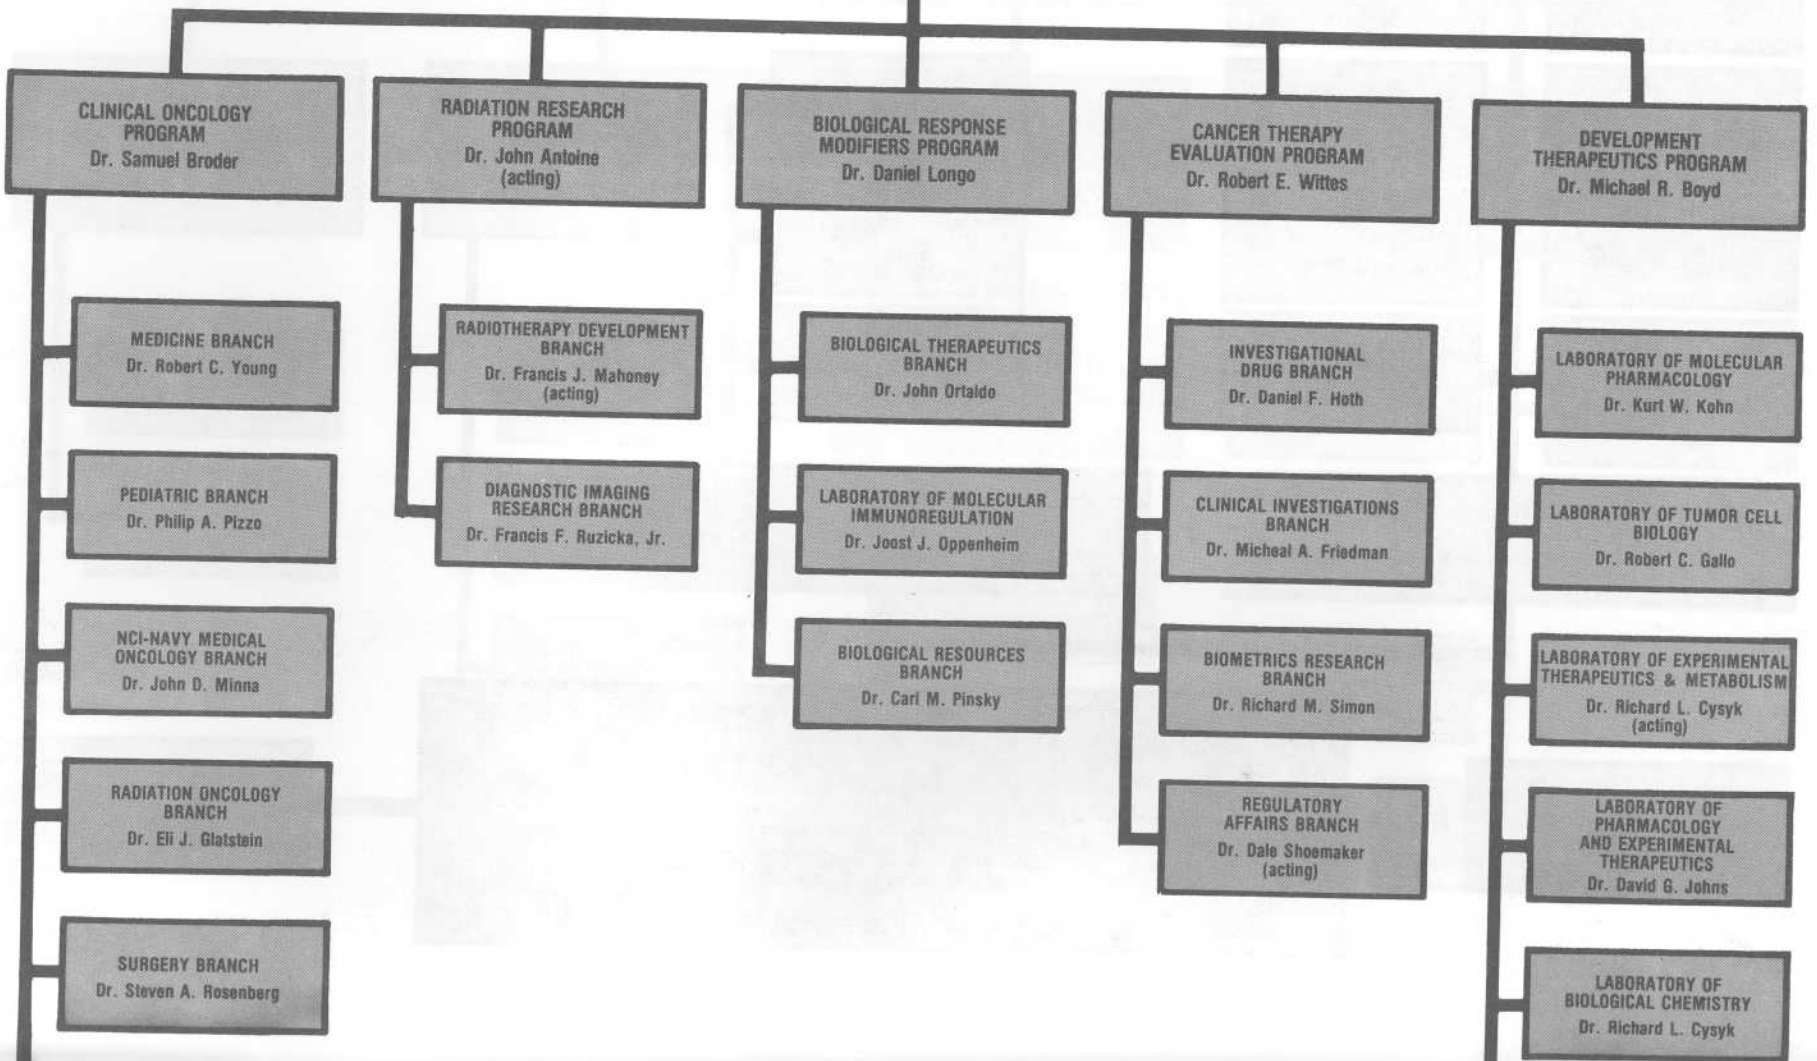 CLINICAL ONCOLOGY
PROGRAM
Dr. Samuel Broder
RADIATION RESEARCH
PROGRAM
Dr. John Antoine
(acting)
BIOLOGICAL RESPONSE
MODIFIERS PROGRAM
Dr. Daniel Longo
CANCER THERAPY
EVALUATION PROGRAM
Dr. Robert E. Wittes
DEVELOPMENT
THERAPEUTICS PROGRAM
Dr. Michael R. Boyd
MEDICINE BRANCH
Dr. Robert C. Young
PEDIATRIC BRANCH
Dr. Philip A. Pizzo
NCI-NAVY MEDICAL
ONCOLOGY BRANCH
Dr. John D. Minna
RADIATION ONCOLOGY
BRANCH
Dr. Eli J. Glatstein
SURGERY BRANCH
Dr. Steven A. Rosenberg
RADIOTHERAPY DEVELOPMENT
BRANCH
Dr. Francis J. Mahoney
(acting)
DIAGNOSTIC IMAGING
RESEARCH BRANCH
Dr. Francis F. Ruzicka, Jr.
BIOLOGICAL THERAPEUTICS
BRANCH
Dr. John Ortaldo
LABORATORY OF MOLECULAR
IMMUNOREGULATION
Dr. Joost J. Oppenheim
BIOLOGICAL RESOURCES
BRANCH
Dr. Carl M. Pinsky
INVESTIGATIONAL
DRUG BRANCH
Dr. Daniel F. Hoth
CLINICAL INVESTIGATIONS
BRANCH
Dr. Micheal A. Friedman
BIOMETRICS RESEARCH
BRANCH
Dr. Richard M. Simon
REGULATORY
AFFAIRS BRANCH
Dr. Dale Shoemaker
(acting)
LABORATORY OF MOLECULAR
PHARMACOLOGY
Dr. Kurt W. Kohn
LABORATORY OF TUMOR CELL
BIOLOGY
Dr. Robert C. Gallo
LABORATORY OF EXPERIMENTAL
THERAPEUTICS & METABOLISM
Dr. Richard L. Cysyk
(acting)
LABORATORY OF
PHARMACOLOGY
AND EXPERIMENTAL
THERAPEUTICS
Dr. David G. Johns
LABORATORY OF
BIOLOGICAL CHEMISTRY
Dr. Richard L. Cysyk